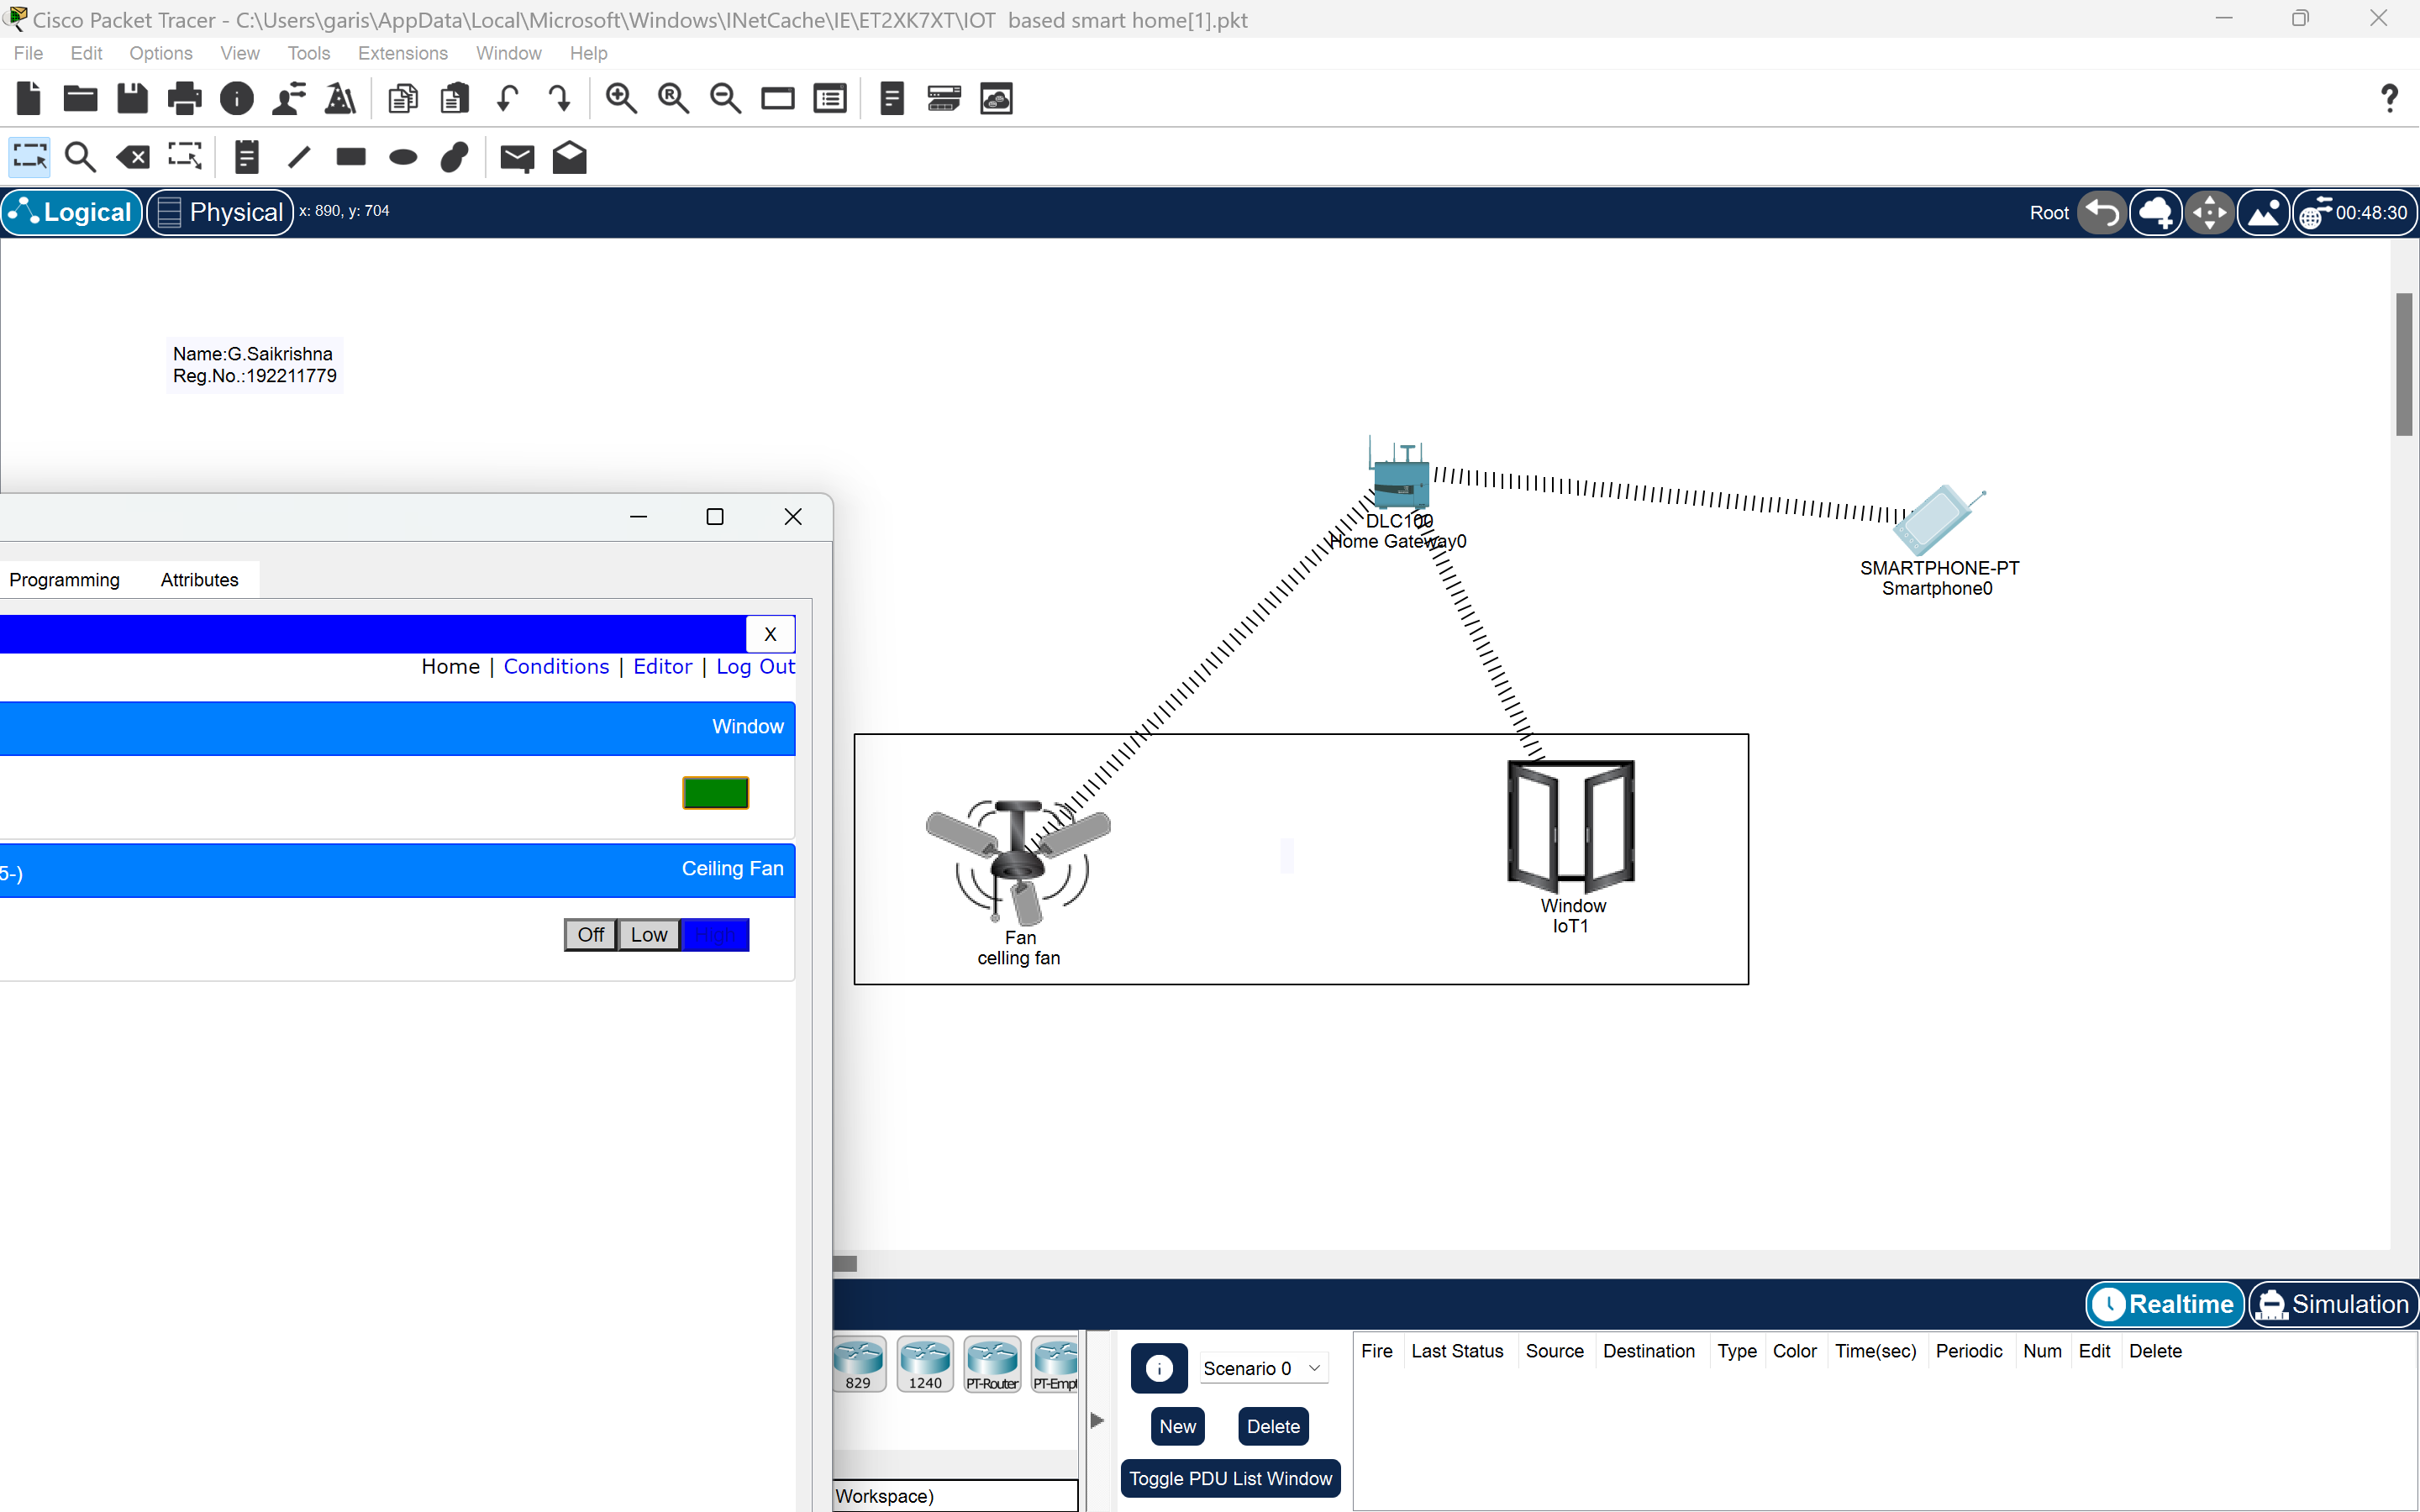 Cisco Packet Tracer - C:\Users\garis\AppData\Local\Microsoft\Windows\INetCache\IE\ET2XK7XT\IOT based smart home[1].pkt
File Edit Options View Tools Extensions Window Help
Logical Physical x: 890, y: 704 Root 00:48:30
Name:G.Saikrishna
Reg.No.:192211779
DLC100
Home Gateway0
SMARTPHONE-PT
Smartphone0
Programming Attributes
X
Home | Conditions | Editor | Log Out
Window
5-) Ceiling Fan
Off Low High
Fan
celling fan
Window
IoT1
Realtime Simulation
829 1240 PT-Router PT-Empt
Scenario 0
New Delete
Toggle PDU List Window
Fire Last Status Source Destination Type Color Time(sec) Periodic Num Edit Delete
Workspace)